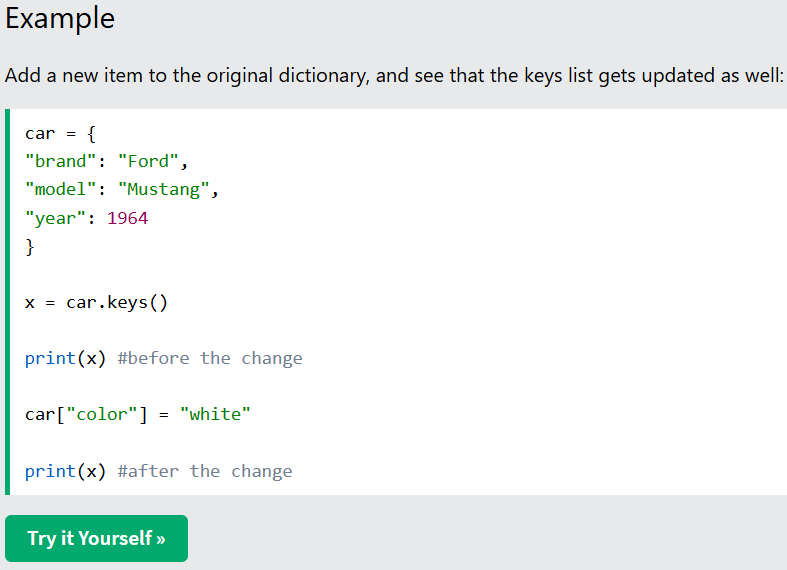 Example
Add a new item to the original dictionary, and see that the keys list gets updated as well:
car = {
"brand": "Ford",
"model": "Mustang",
"year": 1964
}
x = car.keys()
print(x) #before the change
car["color"] = "white"
print(x) #after the change
Try it Yourself »